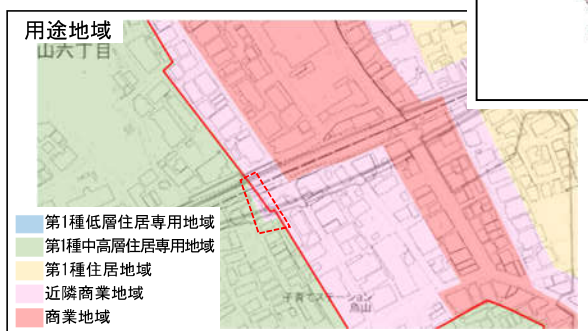 用途地域
山六丁目
第1種低層住居専用地域
第1種中高層住居専用地域
第1種住居地域
近隣商業地域
商業地域
子育てステーション
烏山